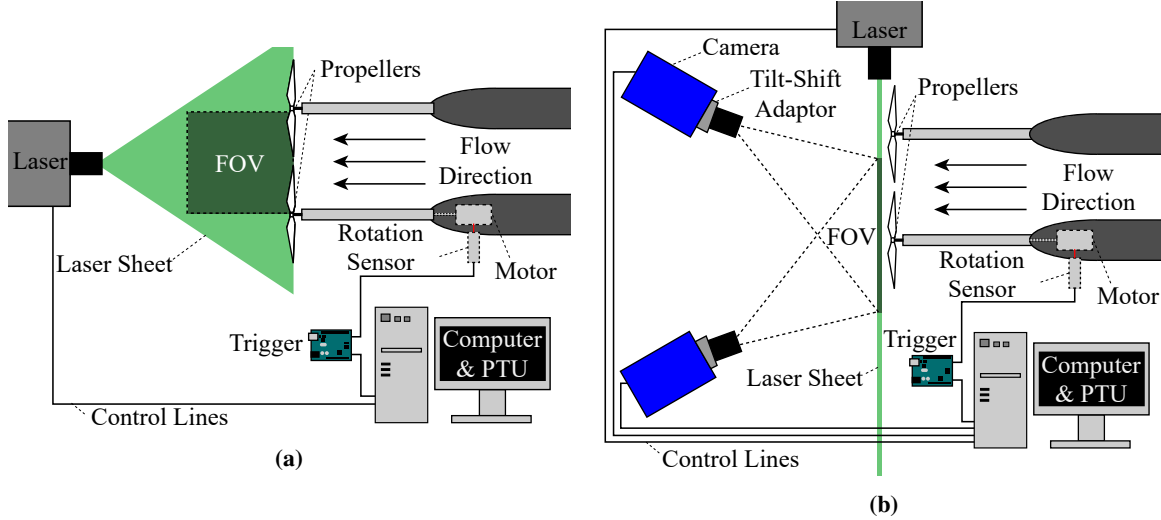 Laser
FOV
Propellers
Flow
Direction
Laser Sheet
Rotation
Sensor
Motor
Trigger
Computer
& PTU
Control Lines
(a)
Laser
Camera
Tilt-Shift
Adaptor
Propellers
Flow
Direction
FOV
Rotation
Sensor
Motor
Trigger
Laser Sheet
Computer
& PTU
Control Lines
(b)